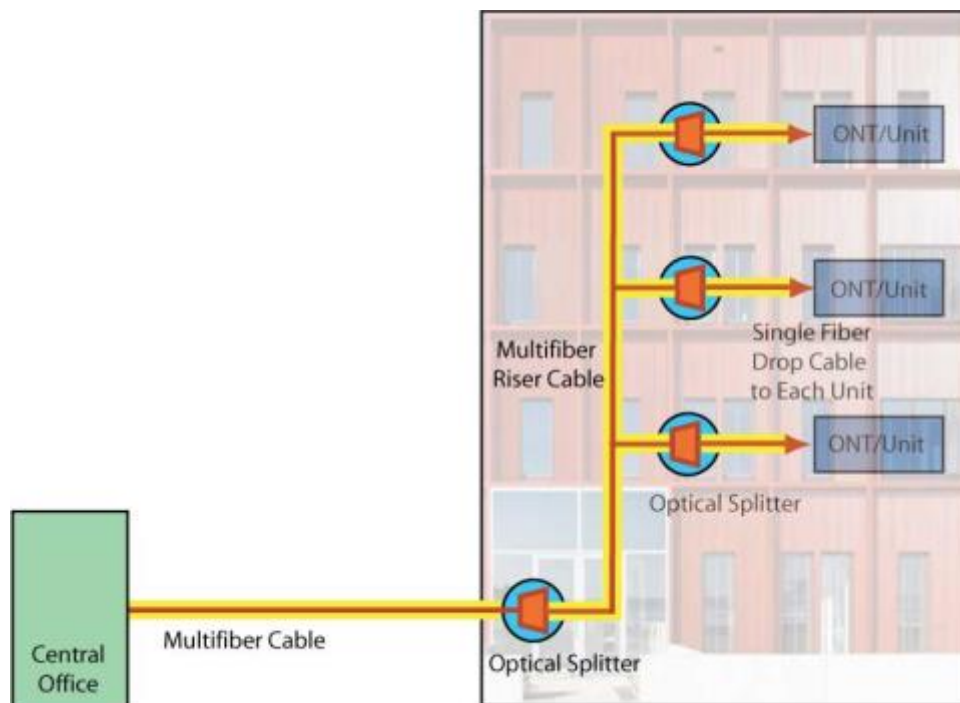 ONT/Unit
ONT/Unit
Single Fiber
Drop Cable
to Each Unit
Multifiber
Riser Cable
ONT/Unit
Optical Splitter
Central
Office
Multifiber Cable
Optical Splitter